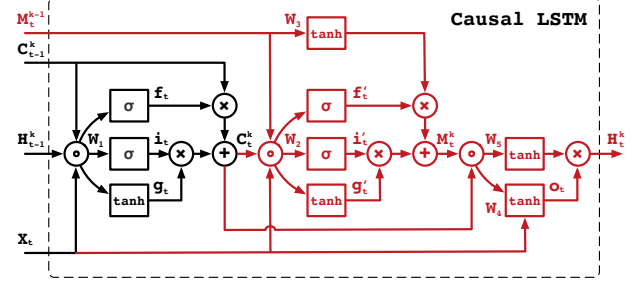 M_t^{k-1} W_3 tanh Causal LSTM
C_{t-1}^k
σ f_t × σ f'_t ×
H_{t-1}^k W_1 σ i_t × + C_t^k W_2 σ i'_t × + M_t^k W_5 tanh × H_t^k
tanh g_t tanh g'_t W_4 tanh o_t
X_t